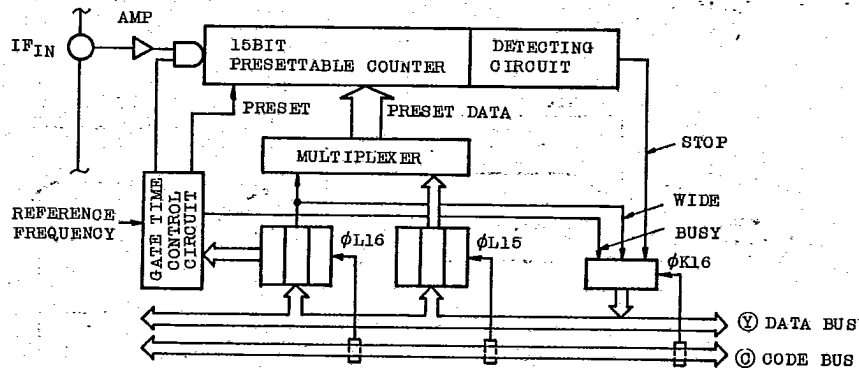 AMP
IFIN
15BIT
PRESETTABLE COUNTER
DETECTING
CIRCUIT
PRESET
PRESET DATA
MULTIPLEXER
STOP
WIDE
BUSY
REFERENCE
FREQUENCY
GATE TIME
CONTROL
CIRCUIT
φL16
φL15
φK16
Ⓨ DATA BUS
Ⓒ CODE BUS